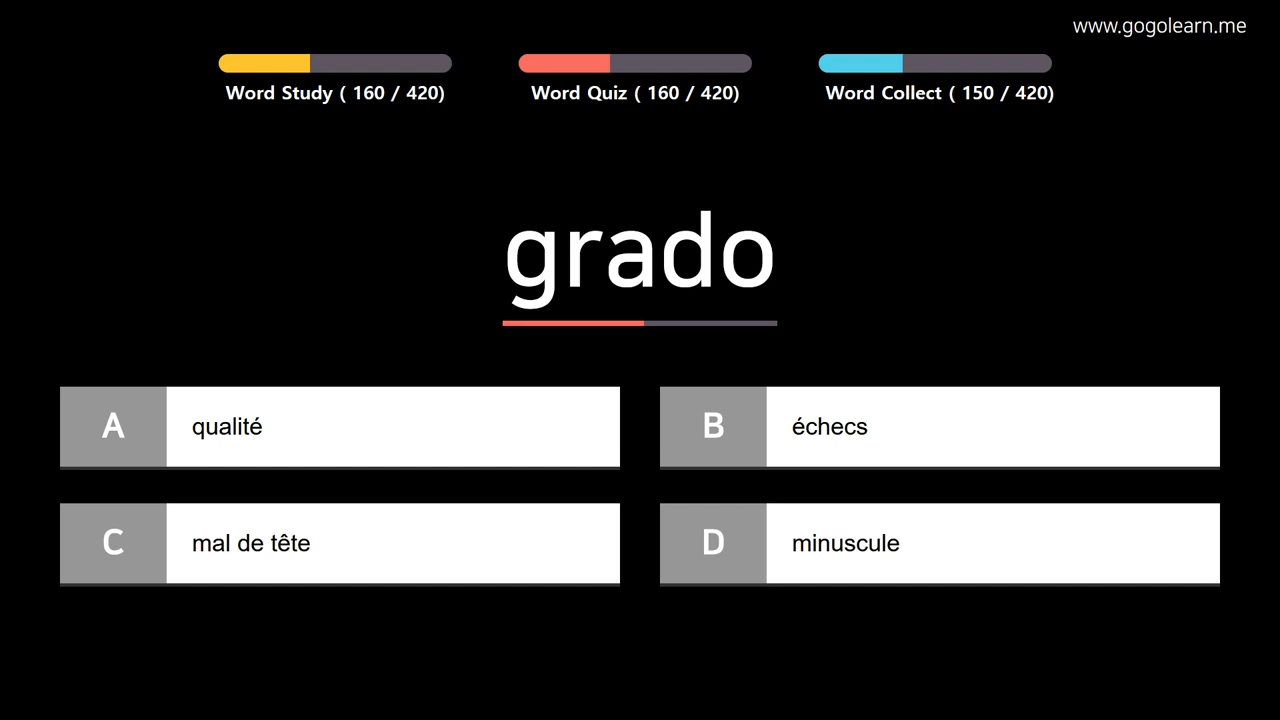 www.gogolearn.me
Word Study ( 160 / 420)
Word Quiz ( 160 / 420)
Word Collect ( 150 / 420)
grado
A
qualité
B
échecs
C
mal de tête
D
minuscule